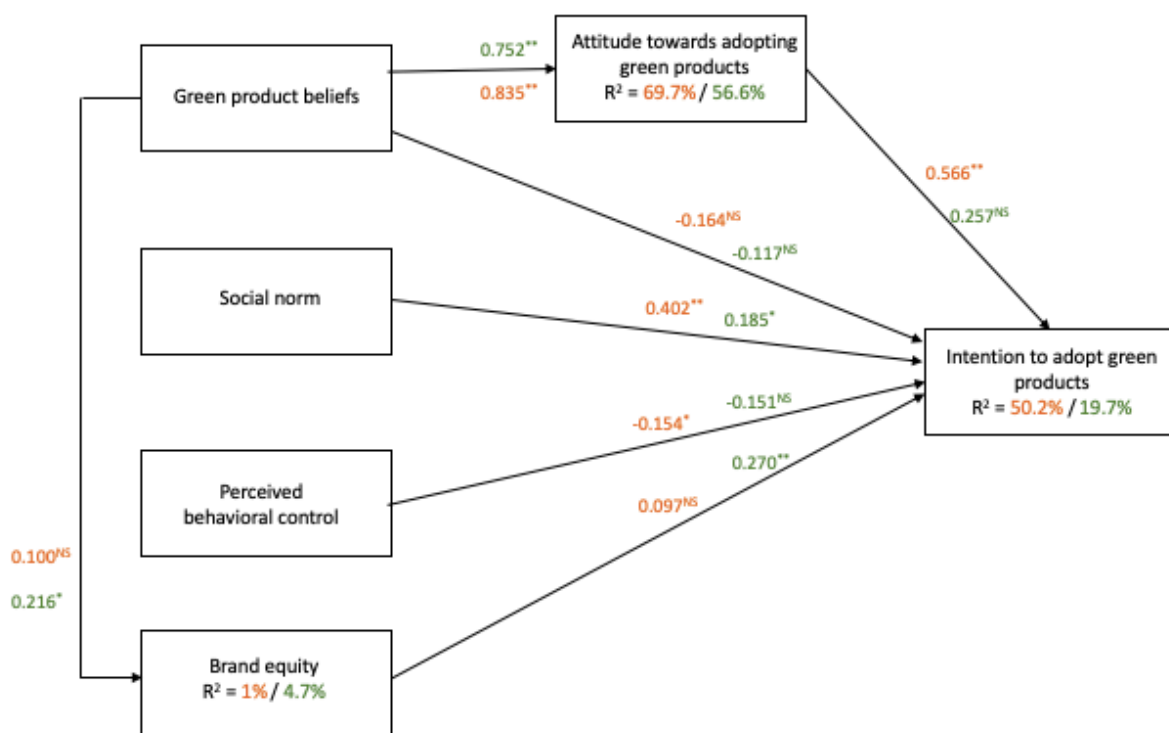 Attitude towards adopting
green products
R² = 69.7% / 56.6%
0.752**
0.835**
Green product beliefs
0.566**
0.257NS
-0.164NS
-0.117NS
Social norm
0.402**
0.185*
Intention to adopt green
products
R² = 50.2% / 19.7%
-0.151NS
-0.154*
0.270**
Perceived
behavioral control
0.097NS
0.100NS
0.216*
Brand equity
R² = 1% / 4.7%